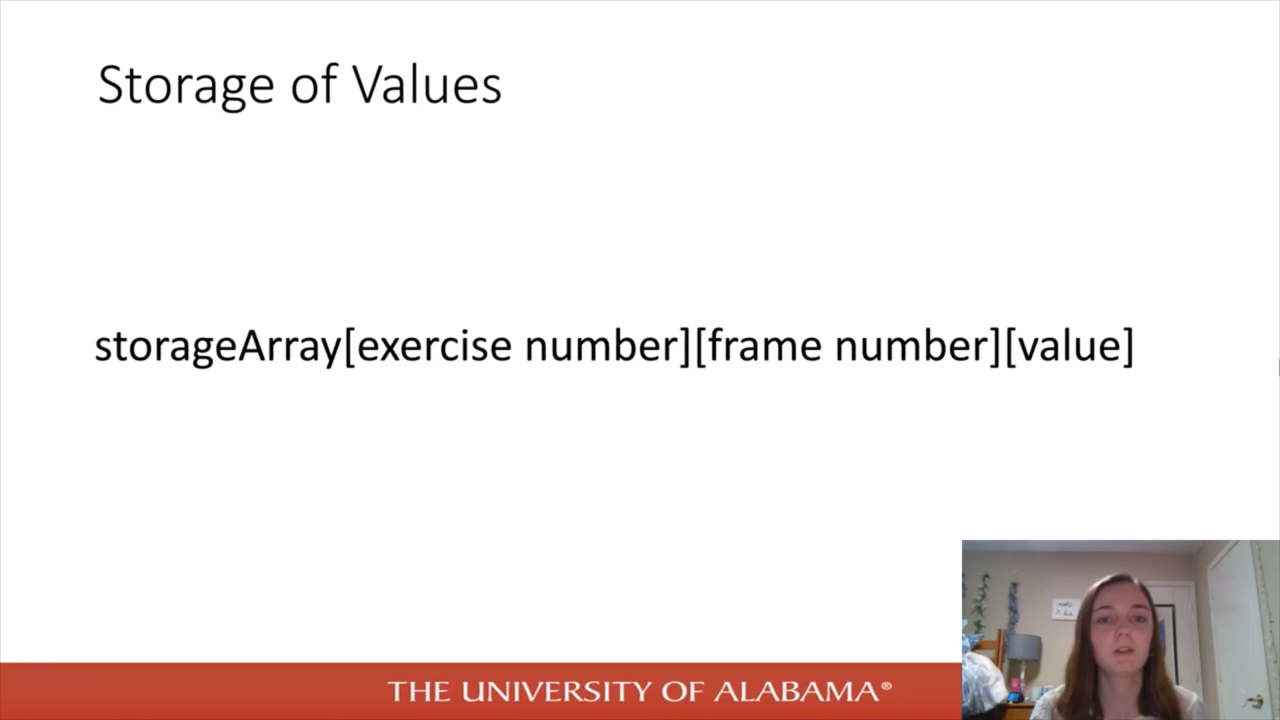 Storage of Values
storageArray[exercise number][frame number][value]
THE UNIVERSITY OF ALABAMA®